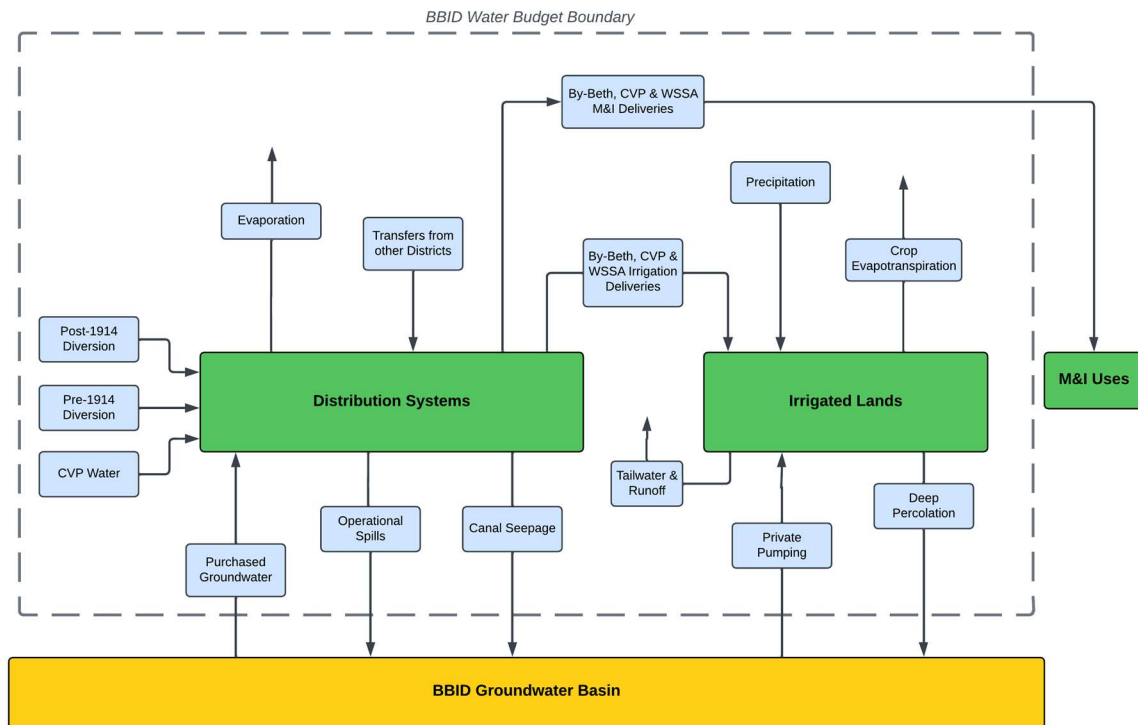 BBID Water Budget Boundary
By-Beth, CVP & WSSA
M&I Deliveries
Precipitation
Evaporation
Transfers from
other Districts
By-Beth, CVP &
WSSA Irrigation
Deliveries
Crop
Evapotranspiration
Post-1914
Diversion
Pre-1914
Diversion
CVP Water
Distribution Systems
Irrigated Lands
M&I Uses
Tailwater &
Runoff
Deep
Percolation
Operational
Spills
Canal Seepage
Private
Pumping
Purchased
Groundwater
BBID Groundwater Basin